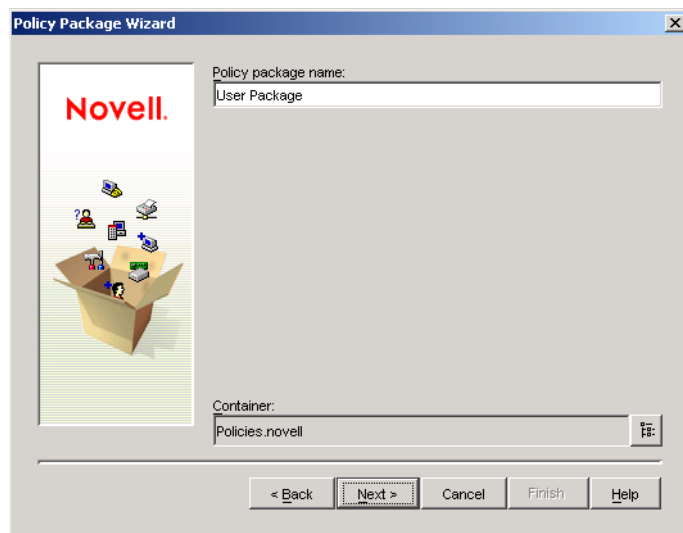 Policy Package Wizard
Novell.
Policy package name:
User Package
Container:
Policies.novell
< Back
Next >
Cancel
Finish
Help